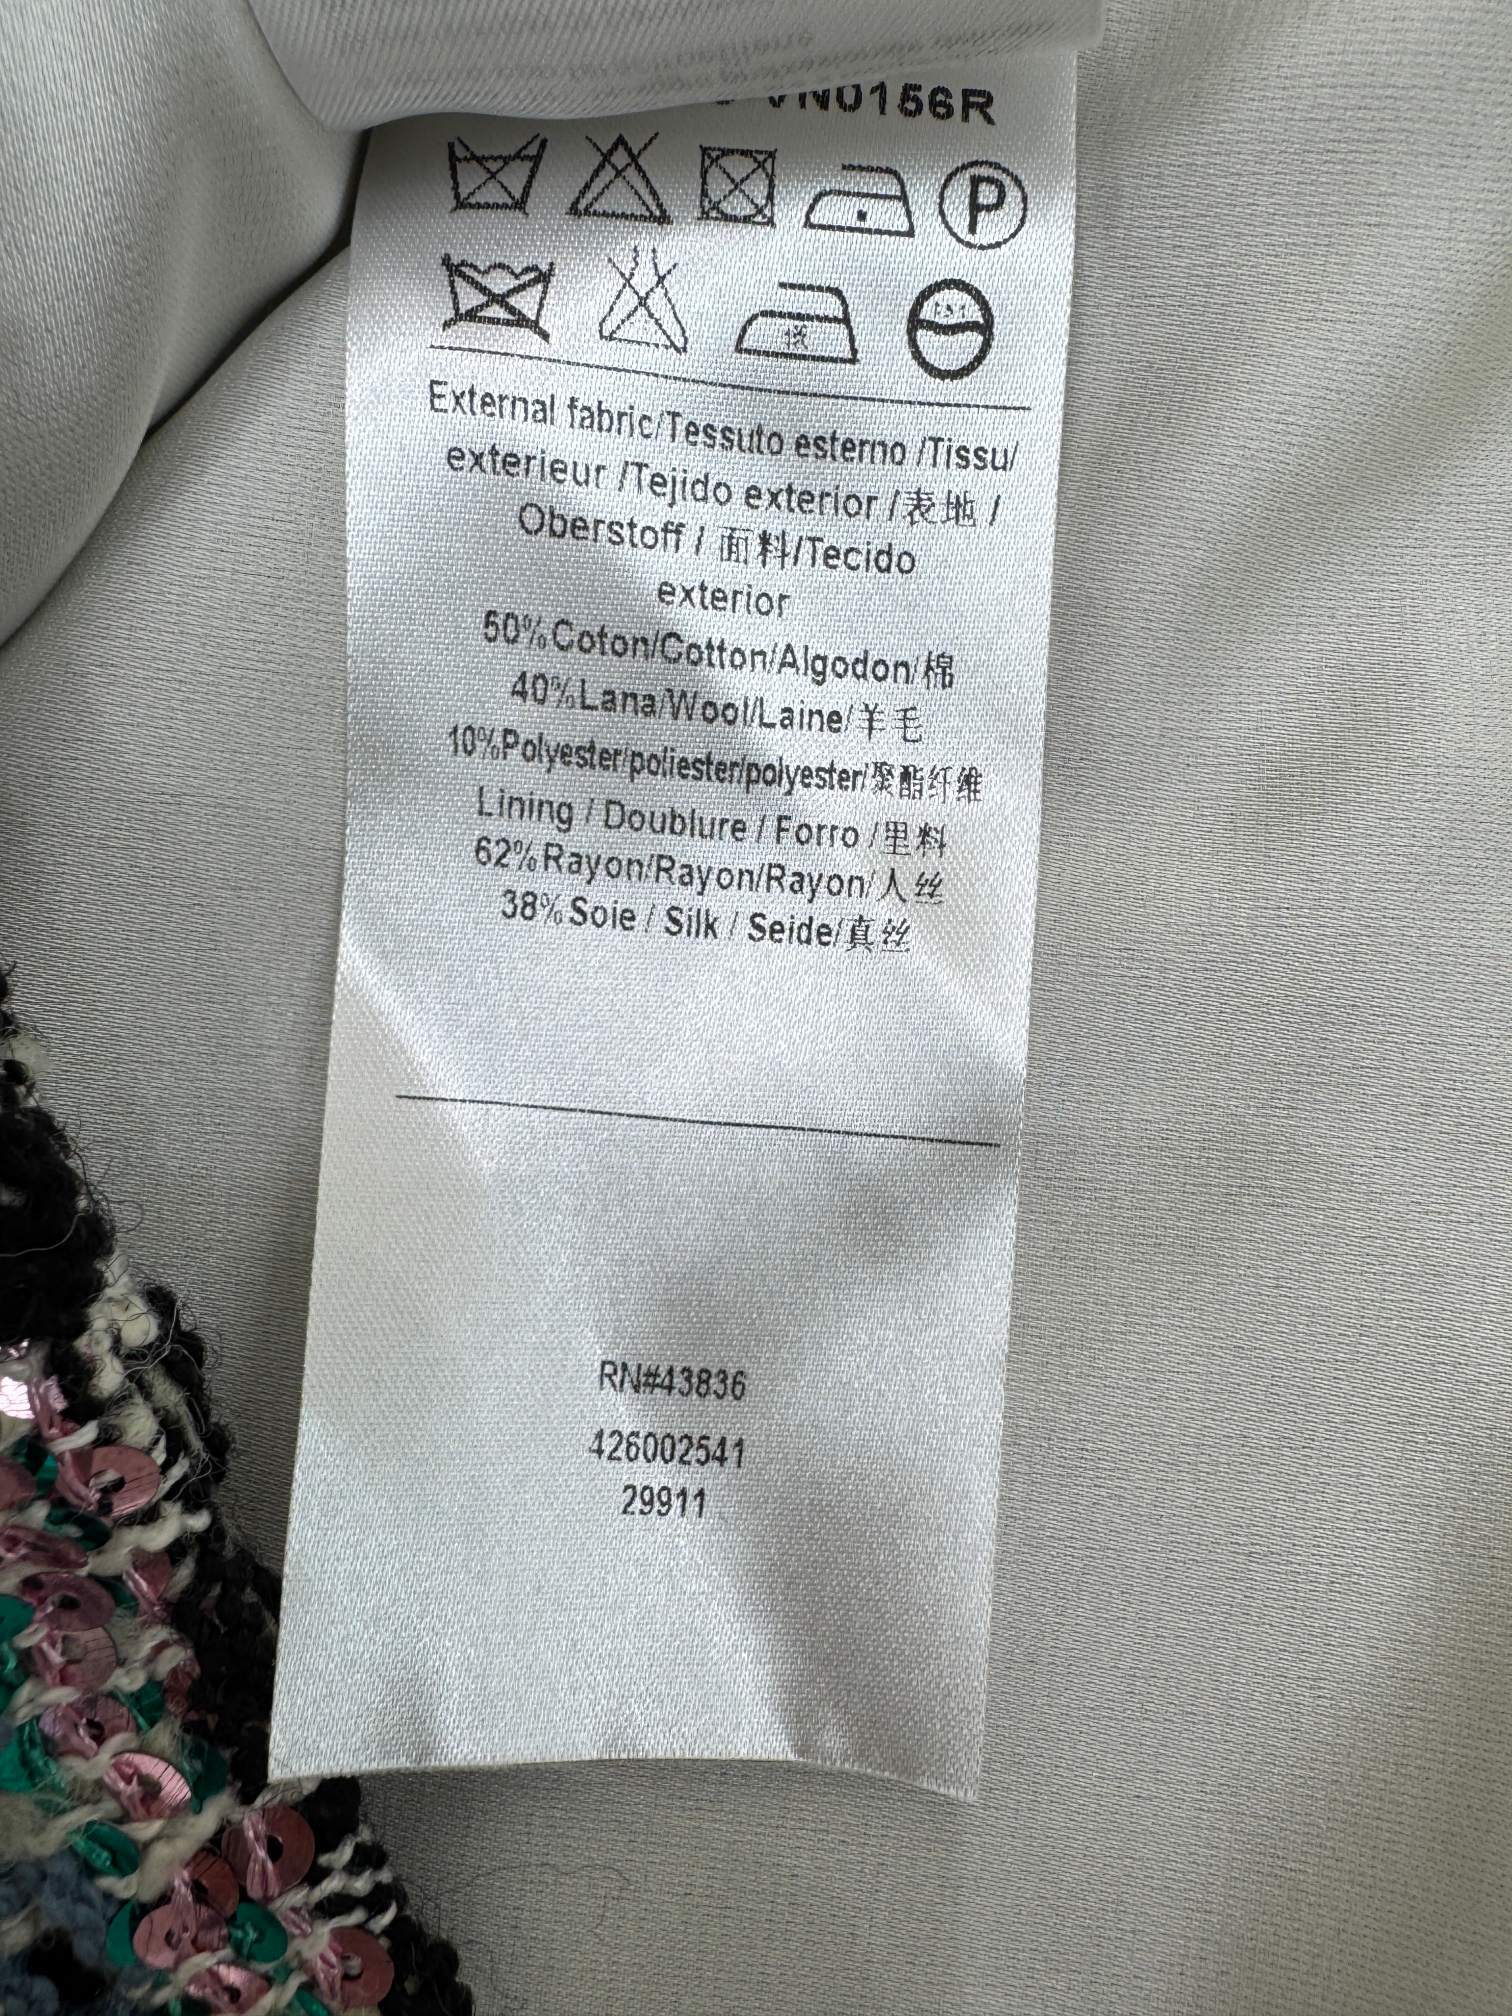 VN0156R
P
External fabric/Tessuto esterno /Tissu/
exterieur /Tejido exterior /表地 /
Oberstoff / 面料/Tecido
exterior
50%Coton/Cotton/Algodon/棉
40%Lana/Wool/Laine/羊毛
10%Polyester/poliester/polyester/聚酯纤维
Lining / Doublure / Forro /里料
62%Rayon/Rayon/Rayon/人丝
38%Soie / Silk / Seide/真丝
RN#43836
426002541
29911